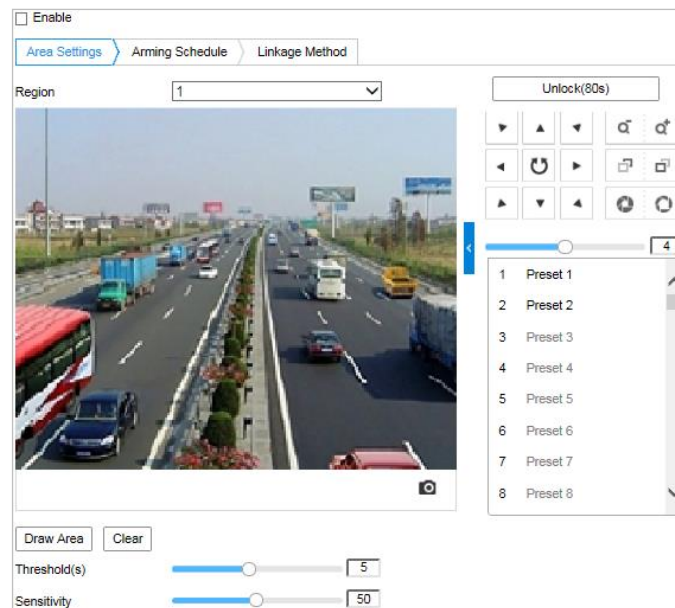 Enable
Area Settings
Arming Schedule
Linkage Method
Region
1
Unlock(80s)
4
1 Preset 1
2 Preset 2
3 Preset 3
4 Preset 4
5 Preset 5
6 Preset 6
7 Preset 7
8 Preset 8
Draw Area
Clear
Threshold(s)
5
Sensitivity
50